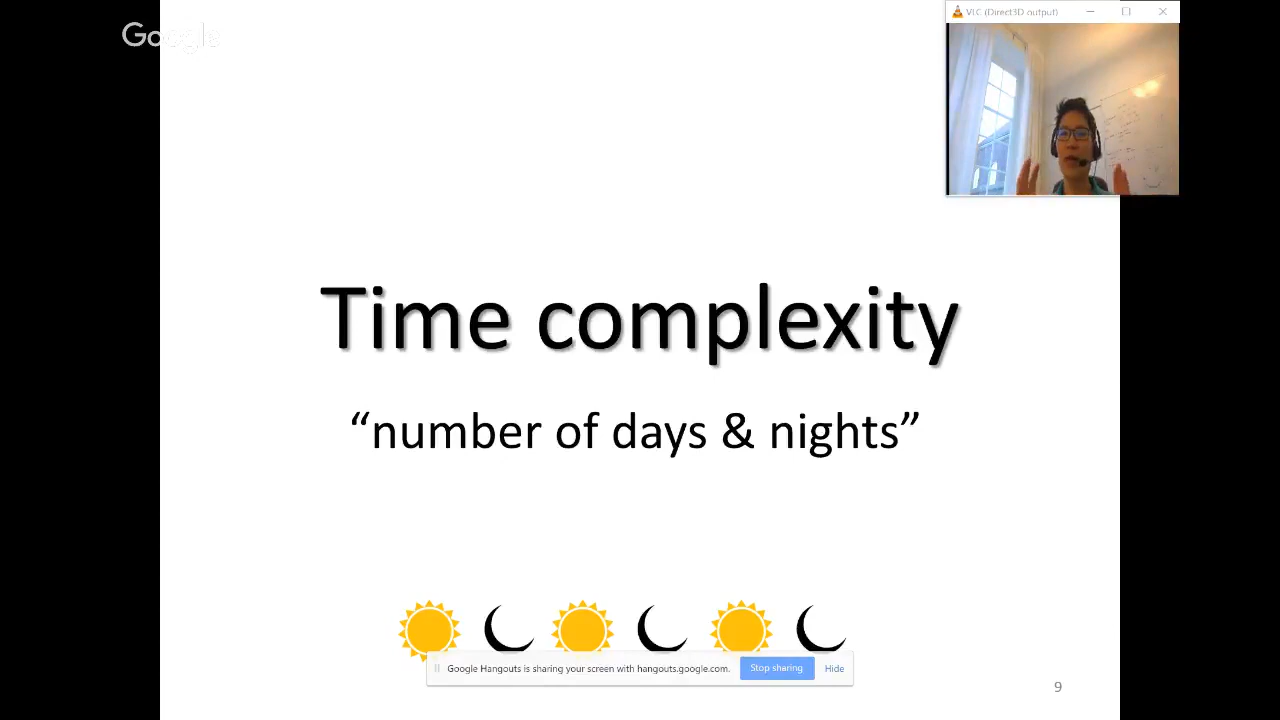 Google
VLC (Direct3D output)
Time complexity
“number of days & nights”
Google Hangouts is sharing your screen with hangouts.google.com.
Stop sharing
Hide
9